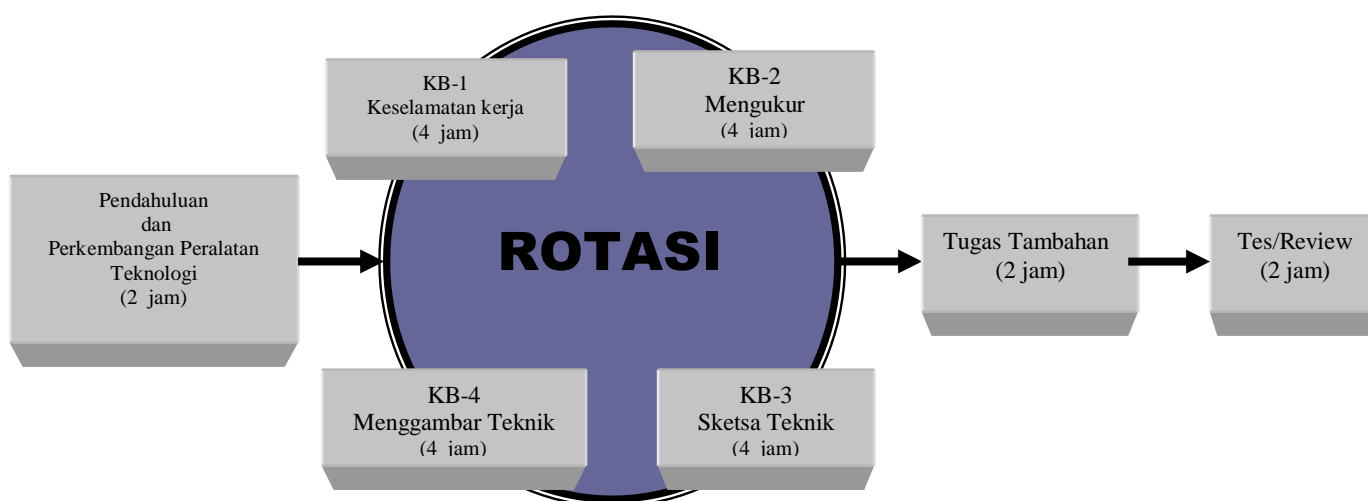 KB-1
Keselamatan kerja
(4 jam)
KB-2
Mengukur
(4 jam)
Pendahuluan
dan
Perkembangan Peralatan
Teknologi
(2 jam)
ROTASI
Tugas Tambahan
(2 jam)
Tes/Review
(2 jam)
KB-4
Menggambar Teknik
(4 jam)
KB-3
Sketsa Teknik
(4 jam)